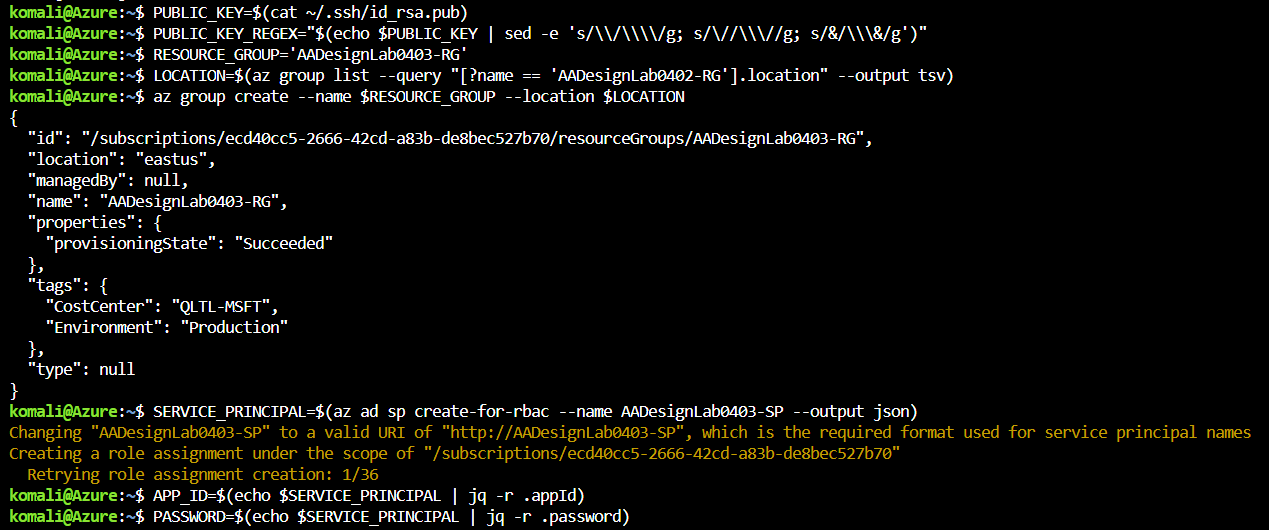 komali@Azure:~$ PUBLIC_KEY=$(cat ~/.ssh/id_rsa.pub)
komali@Azure:~$ PUBLIC_KEY_REGEX="$(echo $PUBLIC_KEY | sed -e 's/\\/\\\\/g; s/\//\\\//g; s/&/\\\&/g')"
komali@Azure:~$ RESOURCE_GROUP='AADesignLab0403-RG'
komali@Azure:~$ LOCATION=$(az group list --query "[?name == 'AADesignLab0402-RG'].location" --output tsv)
komali@Azure:~$ az group create --name $RESOURCE_GROUP --location $LOCATION
{
  "id": "/subscriptions/ecd40cc5-2666-42cd-a83b-de8bec527b70/resourceGroups/AADesignLab0403-RG",
  "location": "eastus",
  "managedBy": null,
  "name": "AADesignLab0403-RG",
  "properties": {
    "provisioningState": "Succeeded"
  },
  "tags": {
    "CostCenter": "QLTL-MSFT",
    "Environment": "Production"
  },
  "type": null
}
komali@Azure:~$ SERVICE_PRINCIPAL=$(az ad sp create-for-rbac --name AADesignLab0403-SP --output json)
Changing "AADesignLab0403-SP" to a valid URI of "http://AADesignLab0403-SP", which is the required format used for service principal names
Creating a role assignment under the scope of "/subscriptions/ecd40cc5-2666-42cd-a83b-de8bec527b70"
  Retrying role assignment creation: 1/36
komali@Azure:~$ APP_ID=$(echo $SERVICE_PRINCIPAL | jq -r .appId)
komali@Azure:~$ PASSWORD=$(echo $SERVICE_PRINCIPAL | jq -r .password)